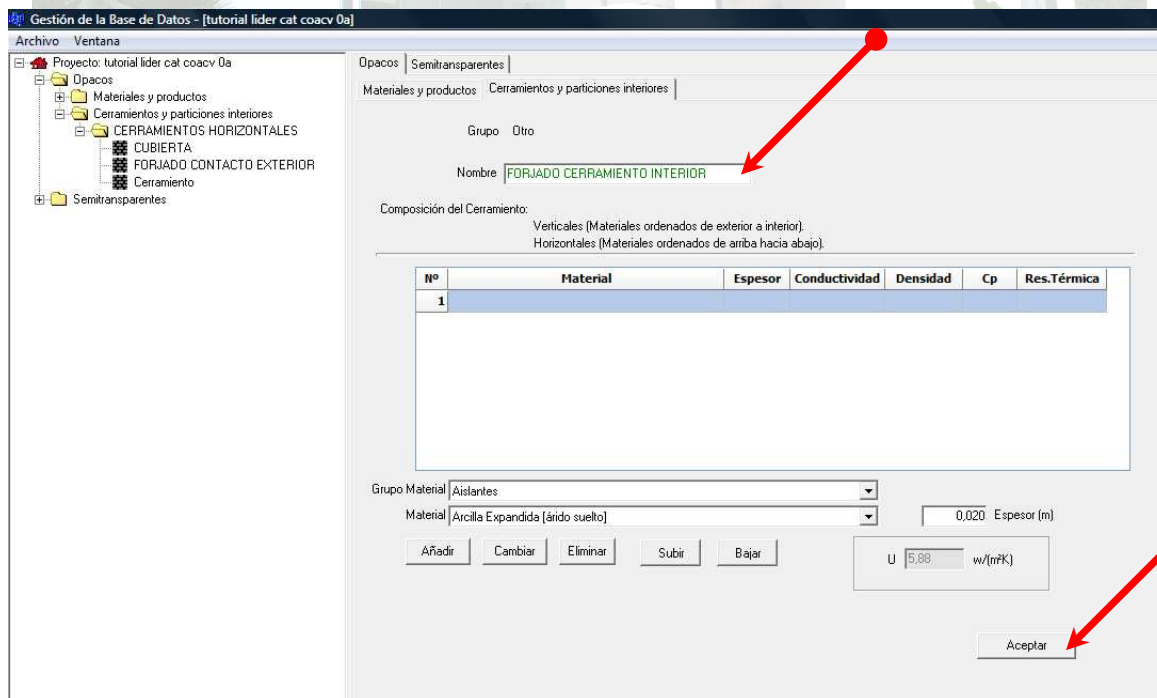 Gestión de la Base de Datos - [tutorial lider cat coacv 0a]
Archivo Ventana
Proyecto: tutorial lider cat coacv 0a
Opacos
Materiales y productos
Cerramientos y particiones interiores
CERRAMIENTOS HORIZONTALES
CUBIERTA
FORJADO CONTACTO EXTERIOR
Cerramiento
Semitransparentes
Opacos Semitransparentes
Materiales y productos Cerramientos y particiones interiores
Grupo Otro
Nombre FORJADO CERRAMIENTO INTERIOR
Composición del Cerramiento:
Verticales (Materiales ordenados de exterior a interior).
Horizontales (Materiales ordenados de arriba hacia abajo).
Nº Material Espesor Conductividad Densidad Cp Res.Térmica
1
Grupo Material Aislantes
Material Arcilla Expandida [árido suelto] 0,020 Espesor (m)
Añadir Cambiar Eliminar Subir Bajar
U 5,88 w/(m²K)
Aceptar